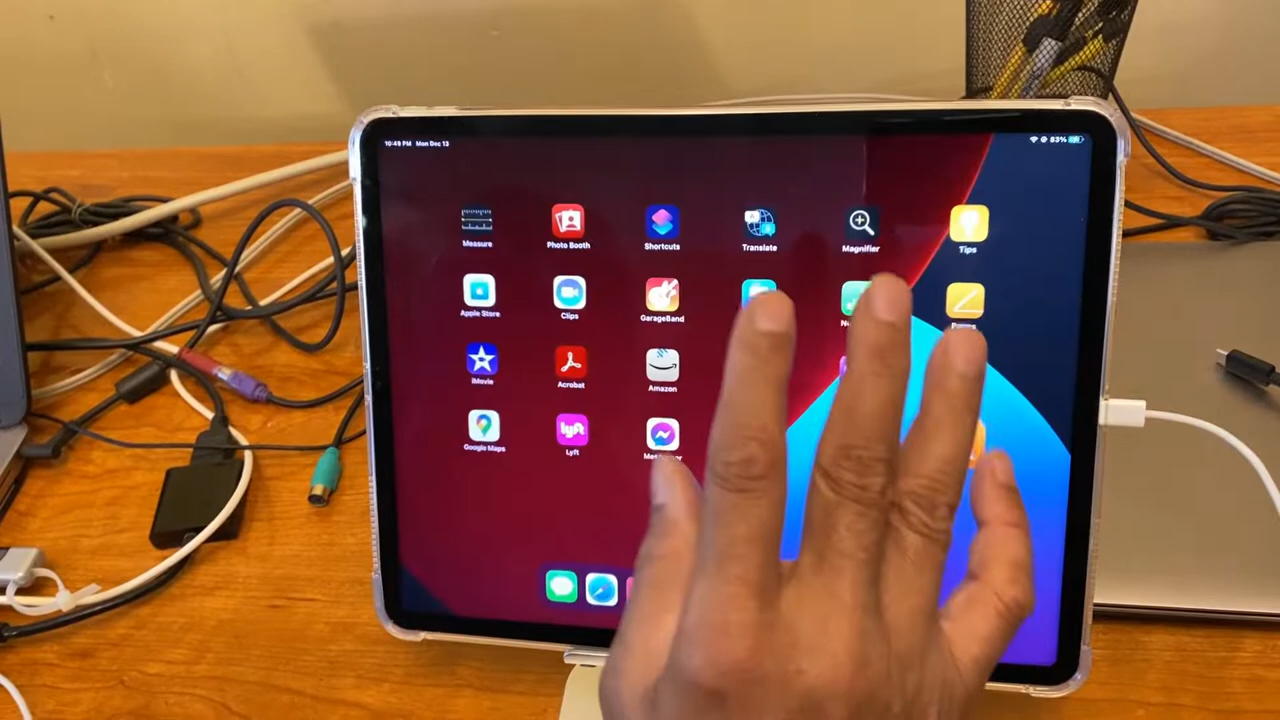 10:49 PM Mon Dec 13
83%
Measure
Photo Booth
Shortcuts
Translate
Magnifier
Tips
Apple Store
Clips
GarageBand
iMovie
Acrobat
Amazon
Google Maps
lyft
Lyft